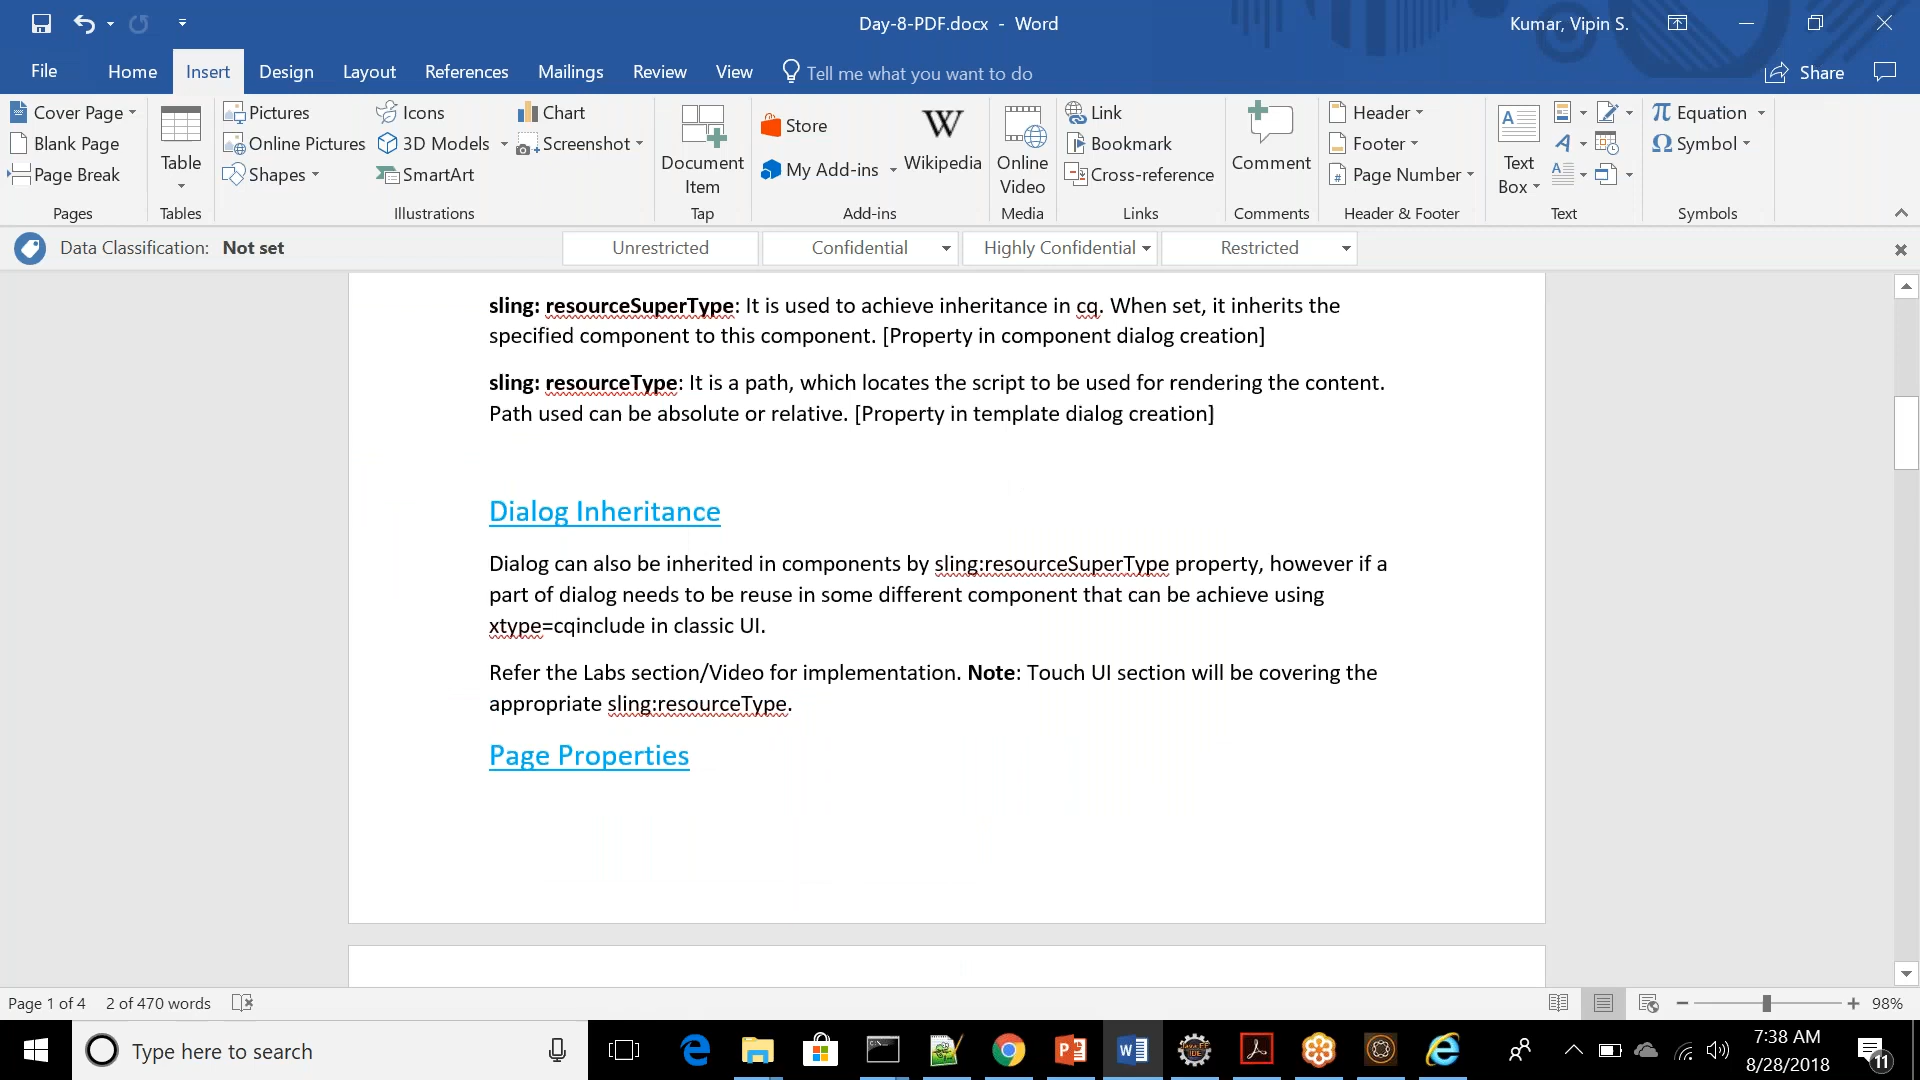 Day-8-PDF.docx - Word
Kumar, Vipin S.
File Home Insert Design Layout References Mailings Review View Tell me what you want to do Share
Cover Page
Blank Page
Page Break
Pages
Table
Tables
Pictures
Online Pictures
Shapes
Icons
3D Models
SmartArt
Chart
Screenshot
Illustrations
Document
Item
Tap
Store
My Add-ins
W
Wikipedia
Add-ins
Online
Video
Media
Link
Bookmark
Cross-reference
Links
Comment
Comments
Header
Footer
Page Number
Header & Footer
Text
Box
Text
Equation
Symbol
Symbols
Data Classification: Not set
Unrestricted
Confidential
Highly Confidential
Restricted
sling: resourceSuperType: It is used to achieve inheritance in cq. When set, it inherits the
specified component to this component. [Property in component dialog creation]
sling: resourceType: It is a path, which locates the script to be used for rendering the content.
Path used can be absolute or relative. [Property in template dialog creation]
Dialog Inheritance
Dialog can also be inherited in components by sling:resourceSuperType property, however if a
part of dialog needs to be reuse in some different component that can be achieve using
xtype=cqinclude in classic UI.
Refer the Labs section/Video for implementation. Note: Touch UI section will be covering the
appropriate sling:resourceType.
Page Properties
Page 1 of 4 2 of 470 words
98%
Type here to search
7:38 AM
8/28/2018
11